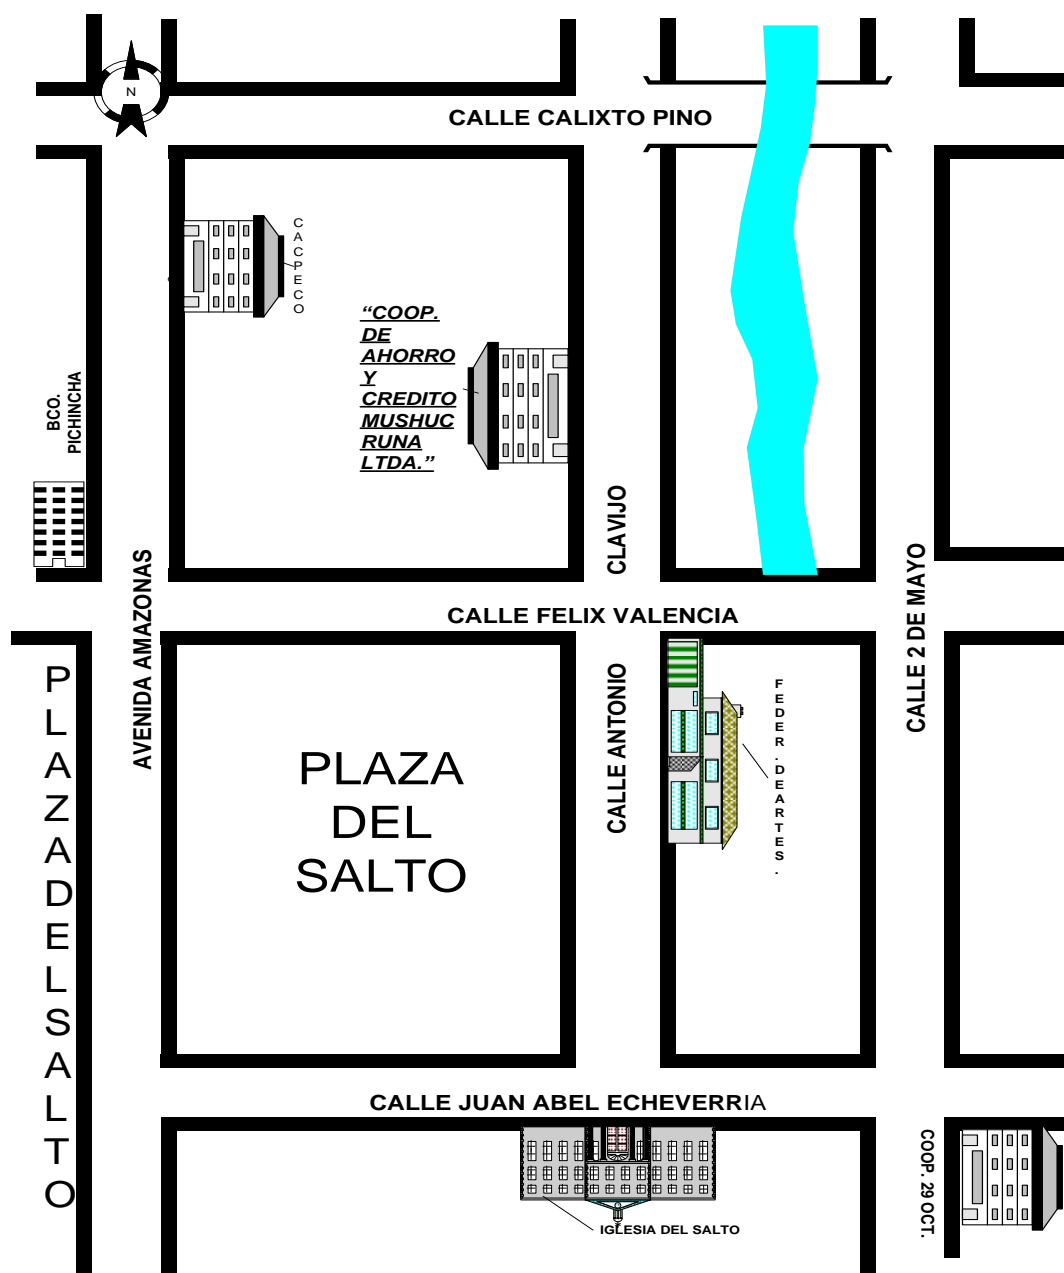 N
CALLE CALIXTO PINO
CACPECO
“COOP.
DE
AHORRO
Y
CREDITO
MUSHUC
RUNA
LTDA.”
BCO.
PICHINCHA
AVENIDA AMAZONAS
CALLE ANTONIO CLAVIJO
CALLE 2 DE MAYO
CALLE FELIX VALENCIA
PLAZADELSALTO
PLAZA
DEL
SALTO
FEDER.DEARTES.
CALLE JUAN ABEL ECHEVERRIA
IGLESIA DEL SALTO
COOP. 29 OCT.